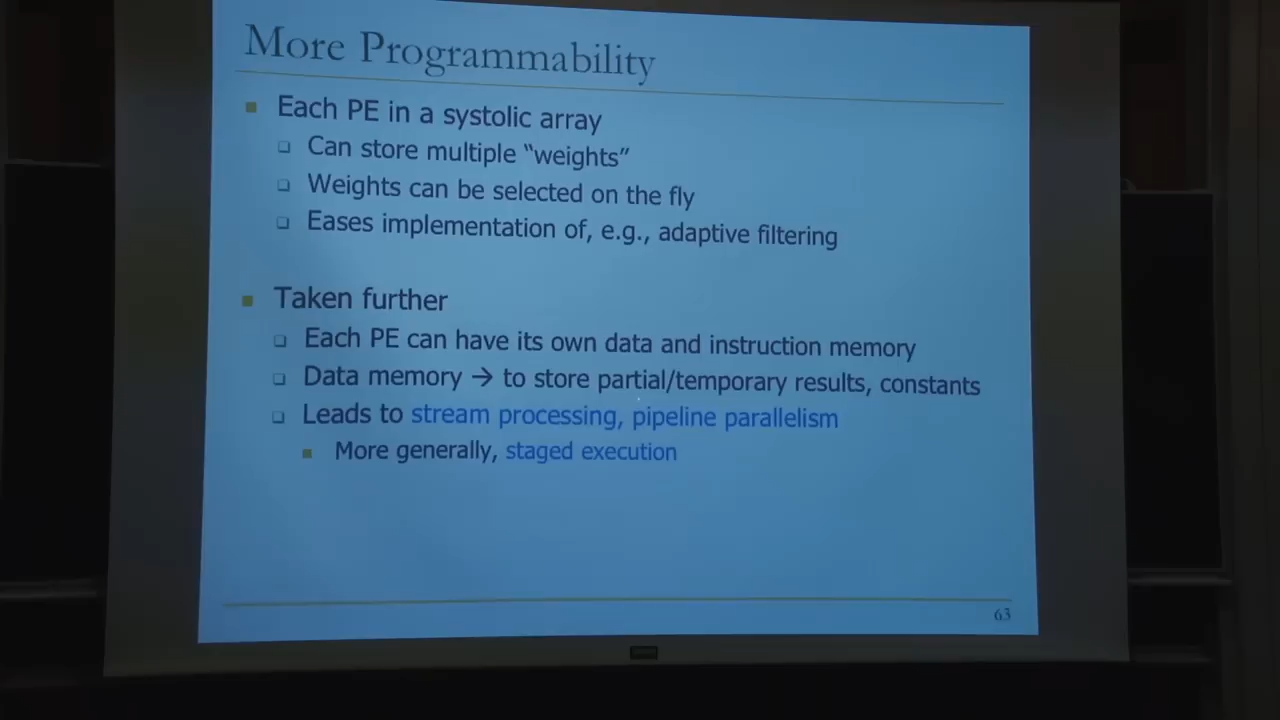 More Programmability
Each PE in a systolic array
Can store multiple “weights”
Weights can be selected on the fly
Eases implementation of, e.g., adaptive filtering
Taken further
Each PE can have its own data and instruction memory
Data memory → to store partial/temporary results, constants
Leads to stream processing, pipeline parallelism
More generally, staged execution
63